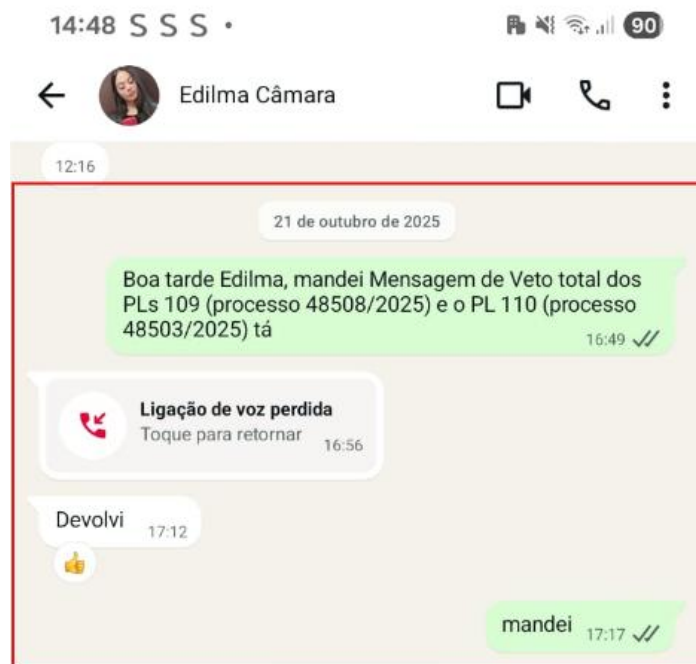 14:48 S S S •
90
Edilma Câmara
12:16
21 de outubro de 2025
Boa tarde Edilma, mandei Mensagem de Veto total dos
PLs 109 (processo 48508/2025) e o PL 110 (processo
48503/2025) tá
16:49
Ligação de voz perdida
Toque para retornar 16:56
Devolvi 17:12
mandei 17:17